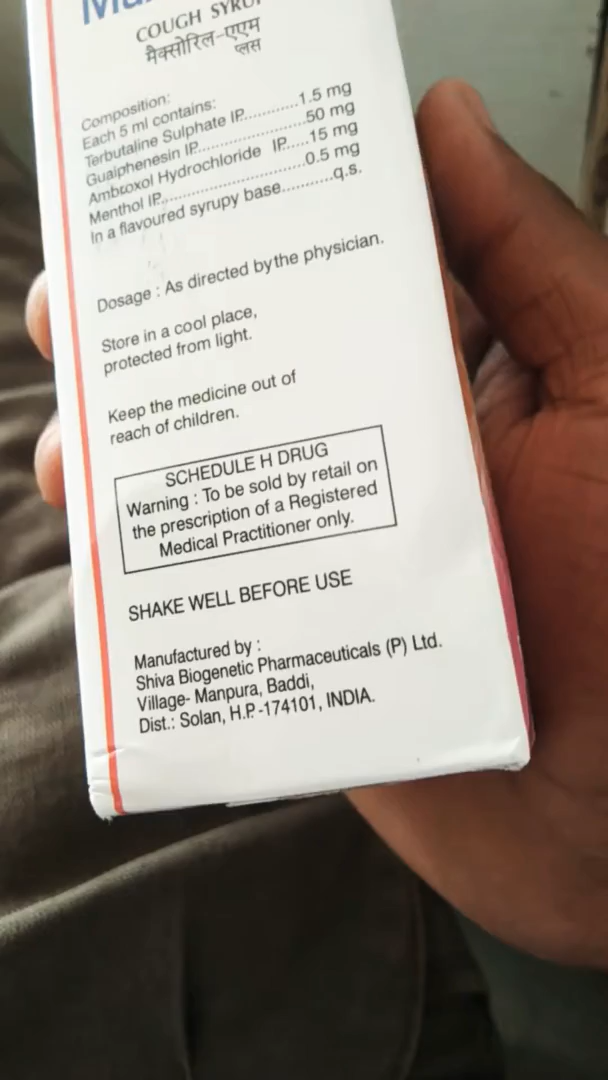 COUGH SYRUP
मैक्सोरिल-एएम
प्लस
Composition:
Each 5 ml contains:
Terbutaline Sulphate IP............1.5 mg
Guaiphenesin IP........................50 mg
Ambroxol Hydrochloride IP.....15 mg
Menthol IP................................0.5 mg
In a flavoured syrupy base...........q.s.
Dosage : As directed by the physician.
Store in a cool place,
protected from light.
Keep the medicine out of
reach of children.
SCHEDULE H DRUG
Warning : To be sold by retail on
the prescription of a Registered
Medical Practitioner only.
SHAKE WELL BEFORE USE
Manufactured by :
Shiva Biogenetic Pharmaceuticals (P) Ltd.
Village- Manpura, Baddi,
Dist.: Solan, H.P.-174101, INDIA.